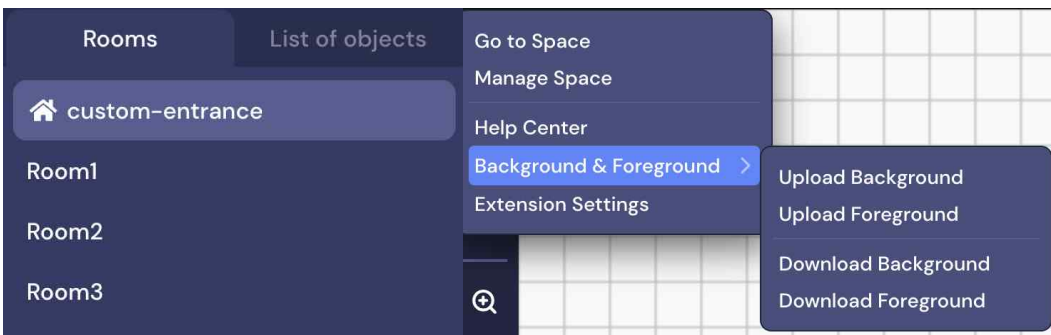 Rooms
List of objects
custom-entrance
Room1
Room2
Room3
Go to Space
Manage Space
Help Center
Background & Foreground
Extension Settings
Upload Background
Upload Foreground
Download Background
Download Foreground